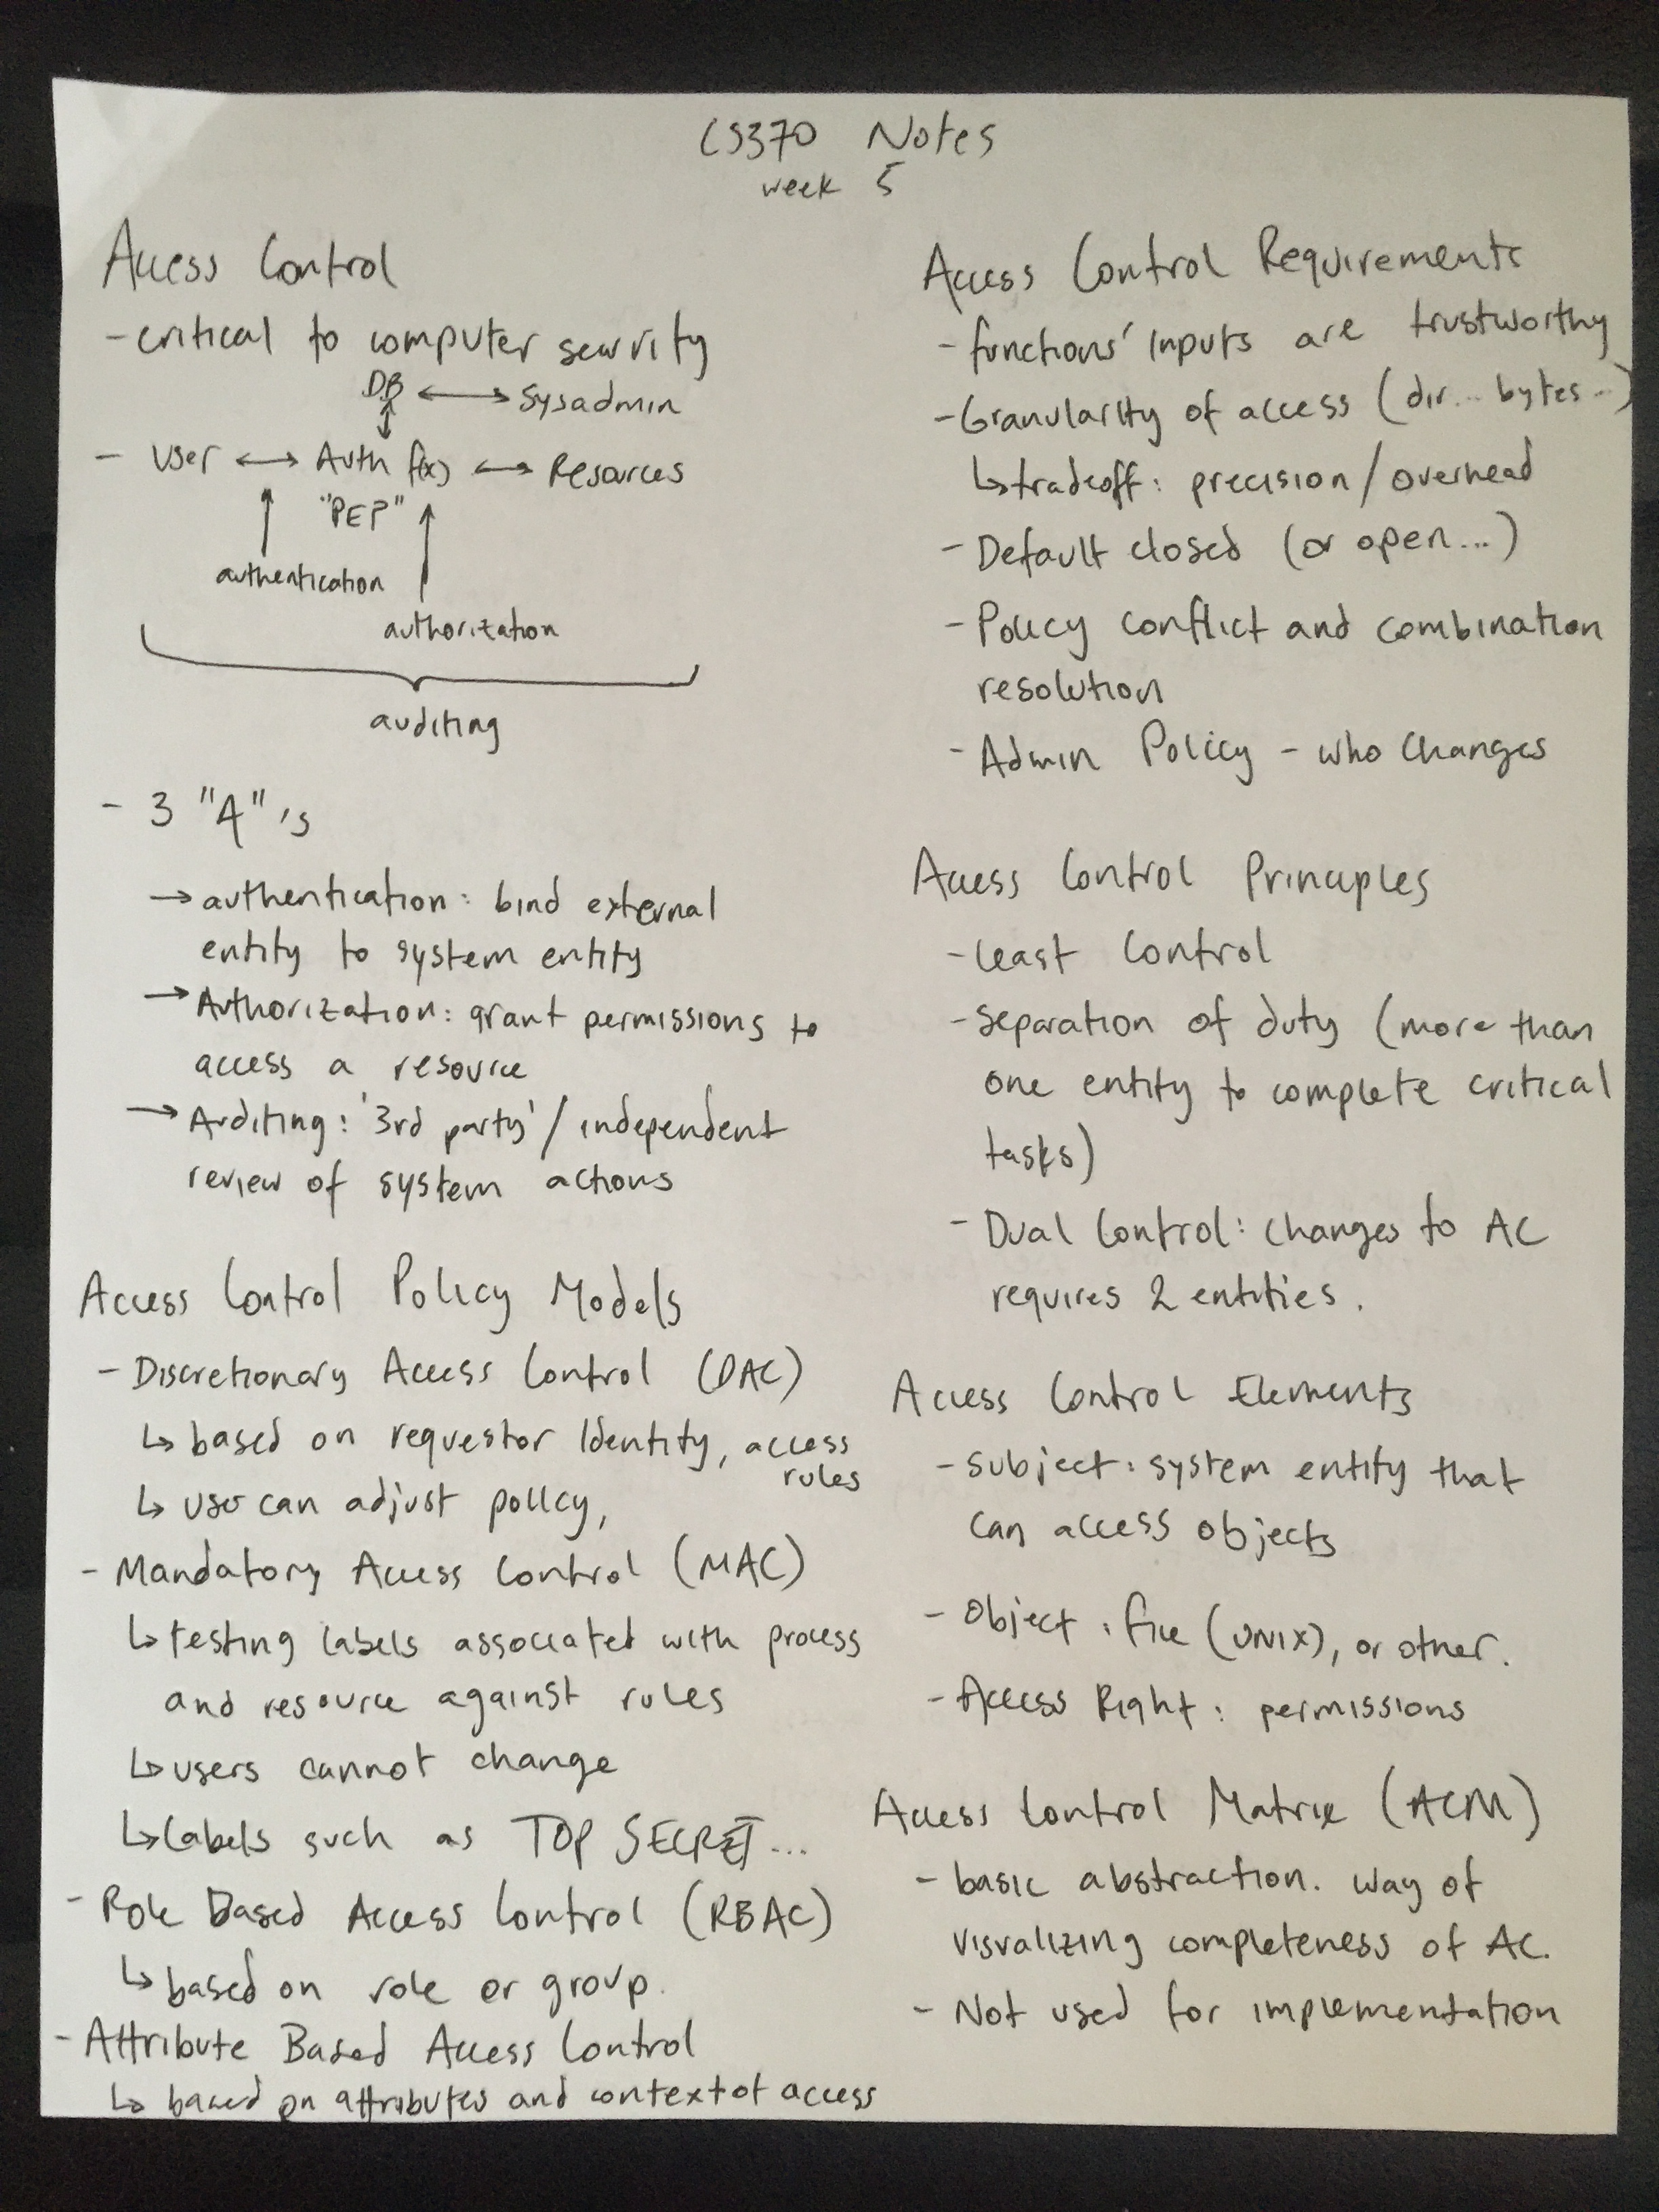 CS370 Notes
week 5
Access Control
- critical to computer security
DB ↔ Sysadmin
- User ↔ Auth f(x) ↔ Resources
"PEP"
authentication
authorization
auditing
- 3 "A"'s
→ authentication: bind external
entity to system entity
→ Authorization: grant permissions to
access a resource
→ Auditing: '3rd party' / independent
review of system actions
Access Control Policy Models
- Discretionary Access Control (DAC)
↳ based on requestor identity, access
rules
↳ user can adjust policy,
- Mandatory Access Control (MAC)
↳ testing labels associated with process
and resource against rules
↳ users cannot change
↳ Labels such as TOP SECRET...
- Role Based Access Control (RBAC)
↳ based on role or group.
- Attribute Based Access Control
↳ based on attributes and context of access
Access Control Requirements
- functions' inputs are trustworthy
- Granularity of access (dir... bytes...)
↳ tradeoff: precision / overhead
- Default closed (or open...)
- Policy conflict and combination
resolution
- Admin Policy - who changes
Access Control Principles
- Least Control
- Separation of duty (more than
one entity to complete critical
tasks)
- Dual Control: changes to AC
requires 2 entities.
Access Control Elements
- Subject: system entity that
can access objects
- Object: file (UNIX), or other.
- Access Right: permissions
Access Control Matrix (ACM)
- basic abstraction. Way of
visualizing completeness of AC.
- Not used for implementation